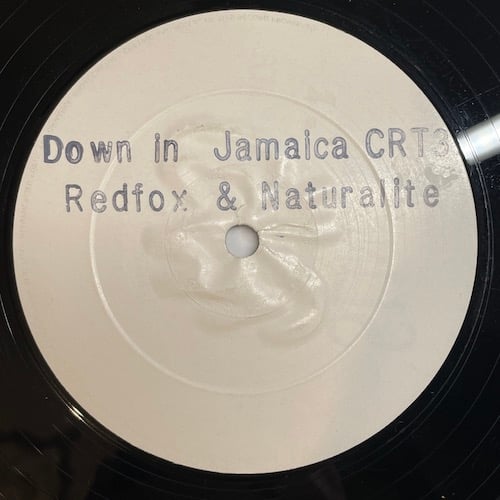 Down in Jamaica CRT3
Redfox & Naturalite